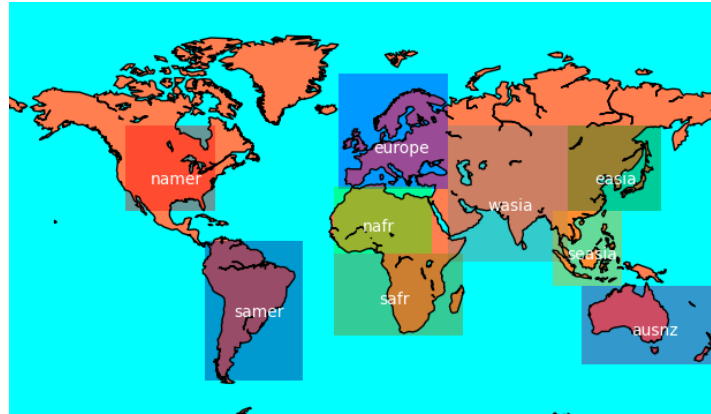 europe
namer
easia
wasia
nafr
seasia
samer
safr
ausnz